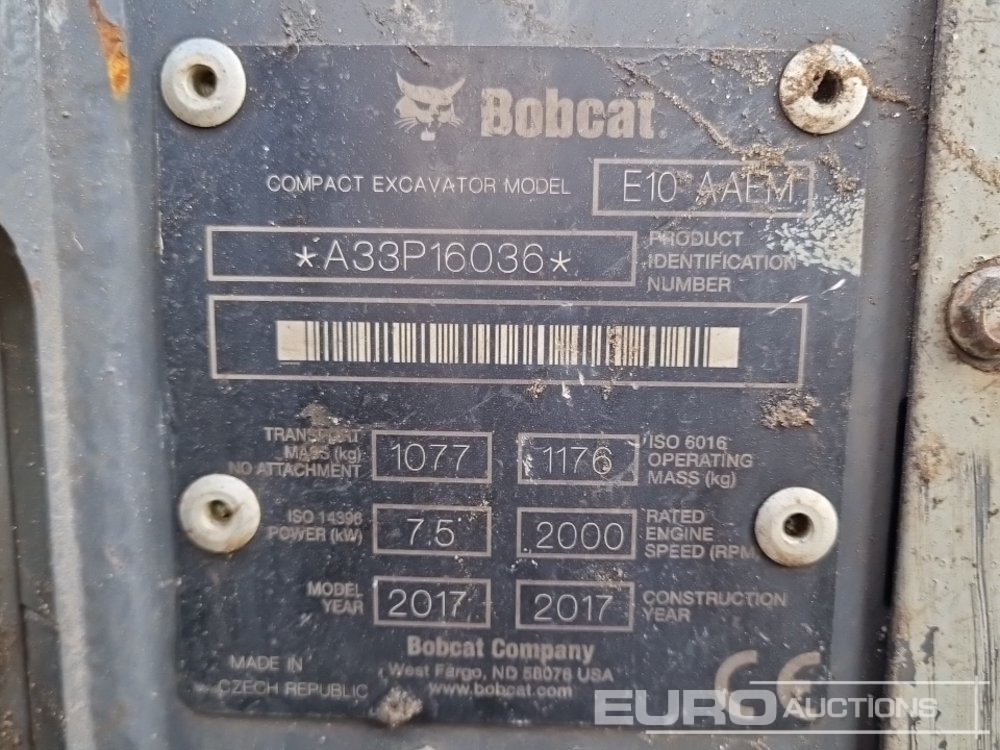 Bobcat.
COMPACT EXCAVATOR MODEL E10 AAEM
*A33P16036* PRODUCT IDENTIFICATION NUMBER
TRANSPORT MASS (kg) NO ATTACHMENT 1077
1176 ISO 6016 OPERATING MASS (kg)
ISO 14396 POWER (kW) 7.5
2000 RATED ENGINE SPEED (RPM
MODEL YEAR 2017
2017 CONSTRUCTION YEAR
Bobcat Company
West Fargo, ND 58078 USA
www.bobcat.com
MADE IN
CZECH REPUBLIC
CE
EURO AUCTIONS